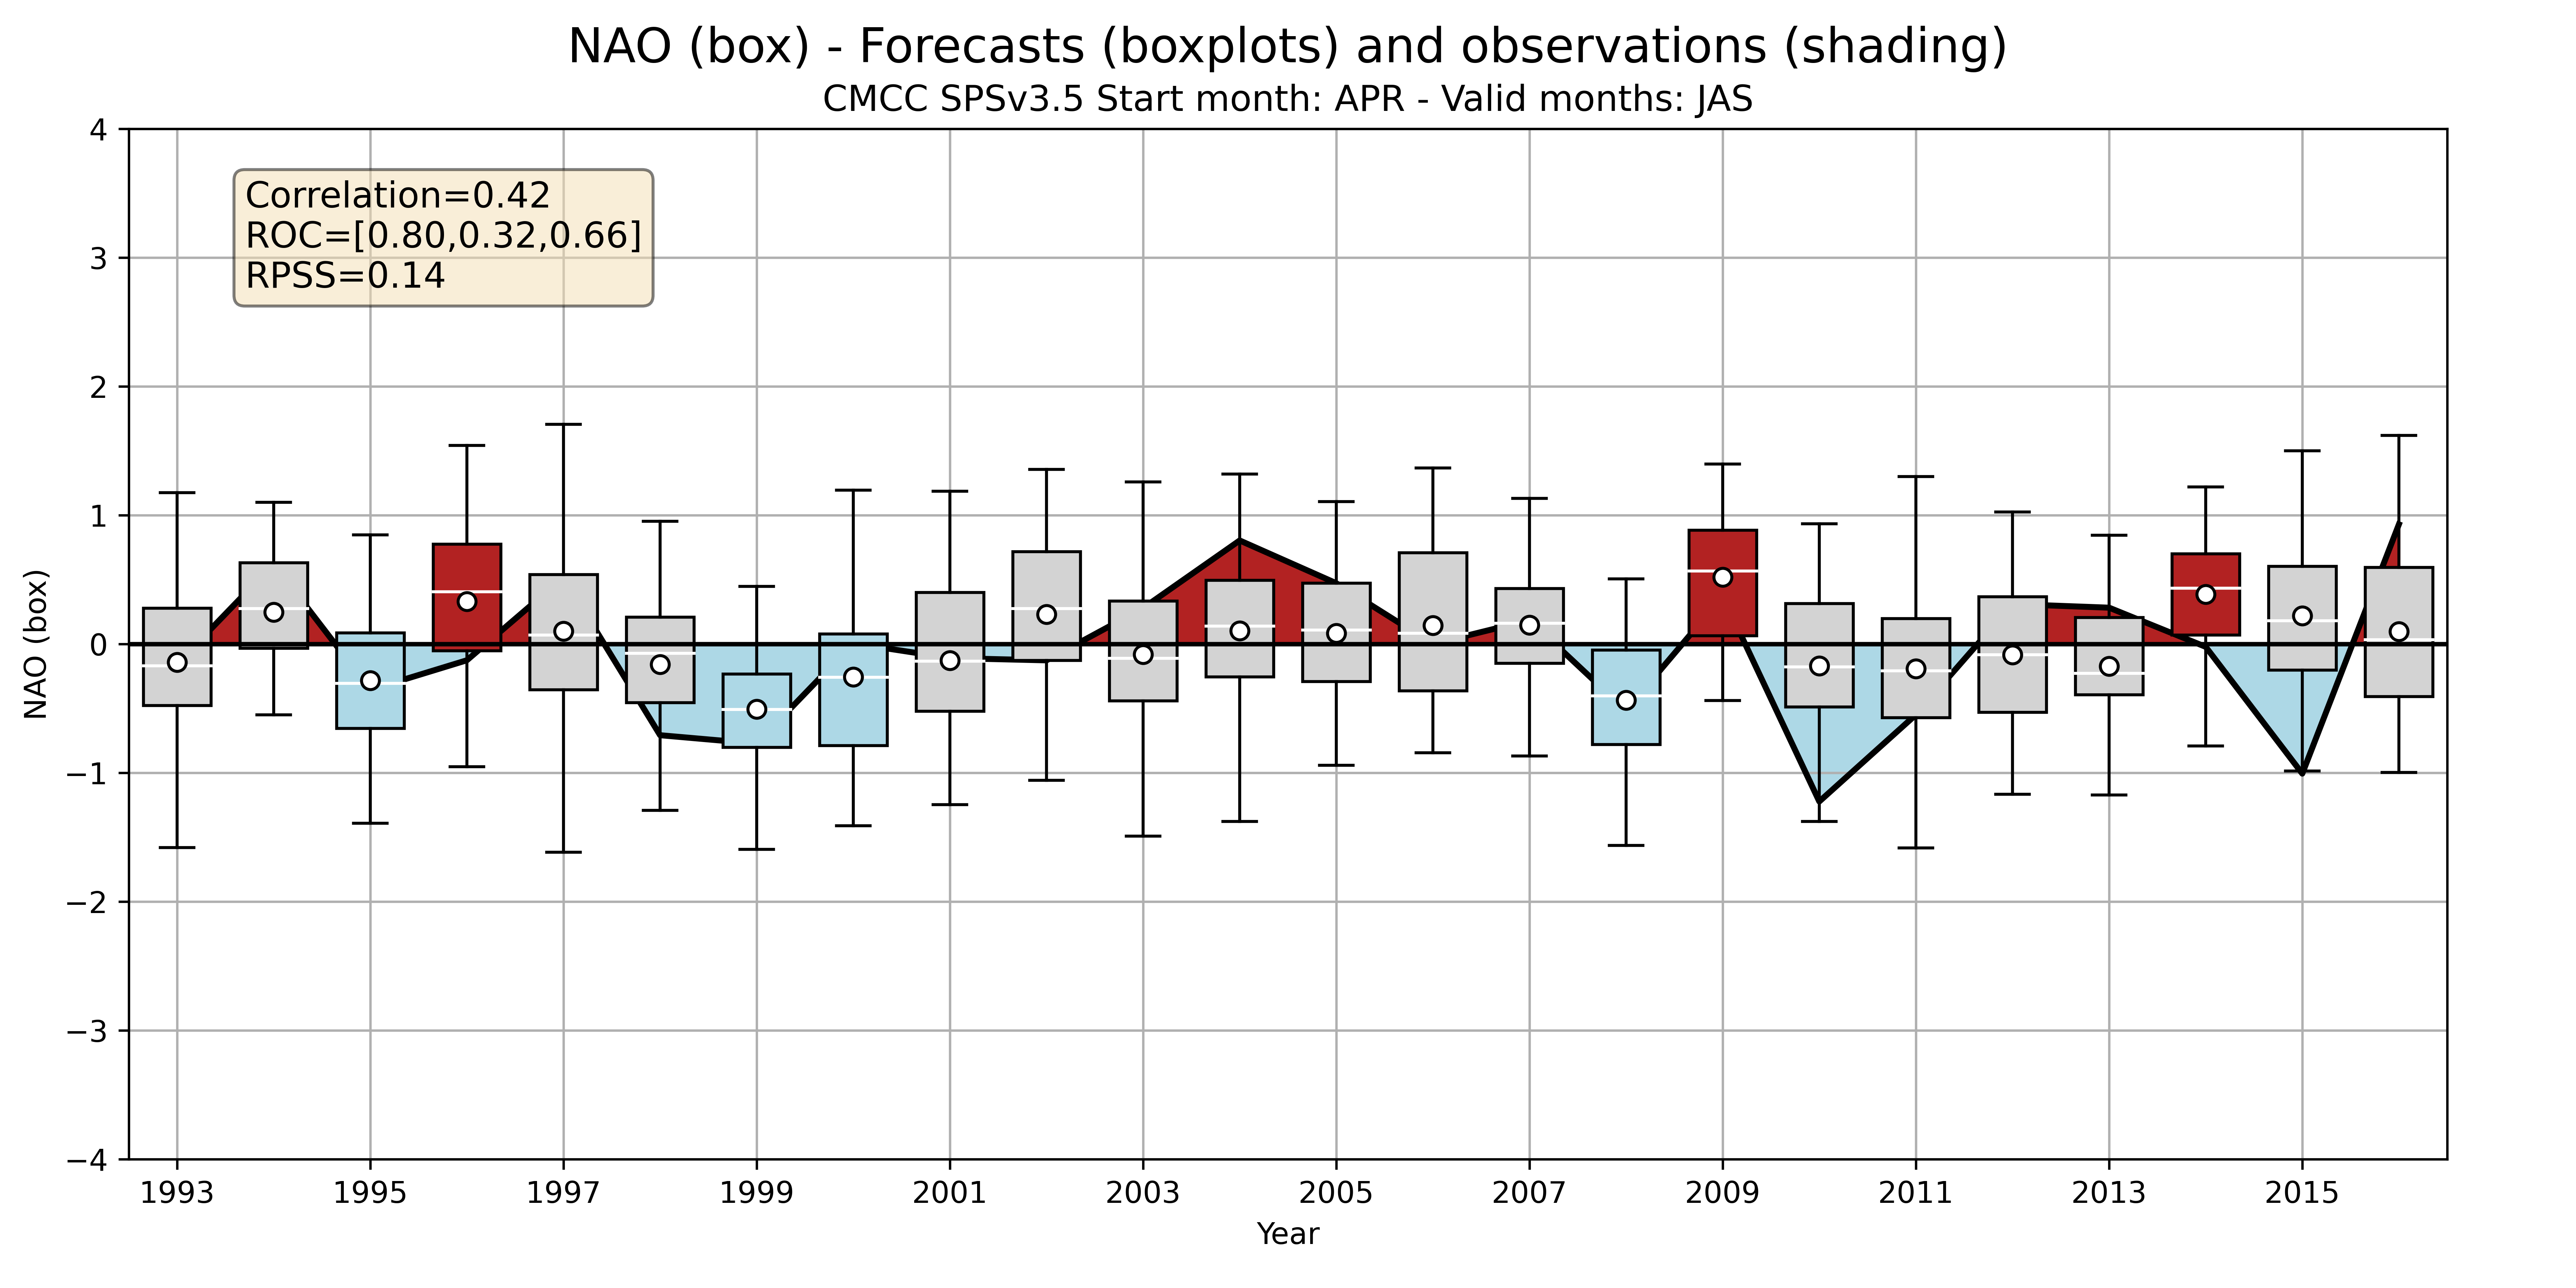 NAO (box) - Forecasts (boxplots) and observations (shading)
CMCC SPSv3.5 Start month: APR - Valid months: JAS
Correlation=0.42
ROC=[0.80,0.32,0.66]
RPSS=0.14
NAO (box)
4
3
2
1
0
−1
−2
−3
−4
1993 1995 1997 1999 2001 2003 2005 2007 2009 2011 2013 2015
Year